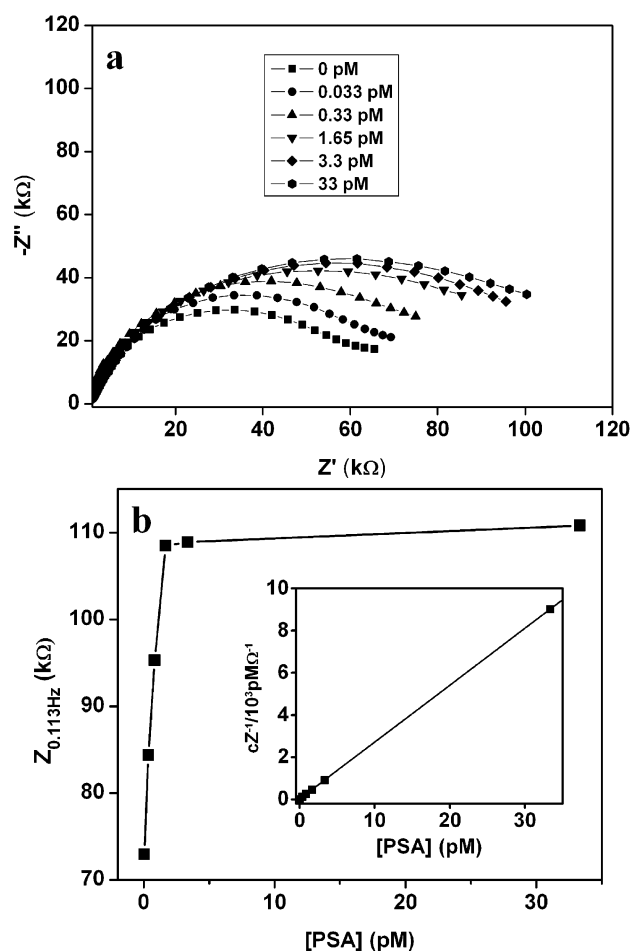 a
120
100
80
60
40
20
0
-Z" (kΩ)
0 pM
0.033 pM
0.33 pM
1.65 pM
3.3 pM
33 pM
20 40 60 80 100 120
Z' (kΩ)
b
110
100
90
80
70
Z0.113Hz (kΩ)
10
8
6
4
2
0
cZ⁻¹/10³pMΩ⁻¹
0 10 20 30
[PSA] (pM)
0 10 20 30
[PSA] (pM)